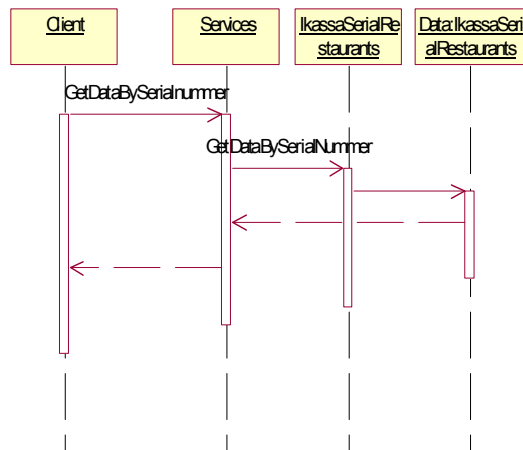 Client
Services
IkassaSerialRe
staurants
Data:IkassaSeri
alRestaurants
GetDataBySerialnummer
GetDataBySerialNummer